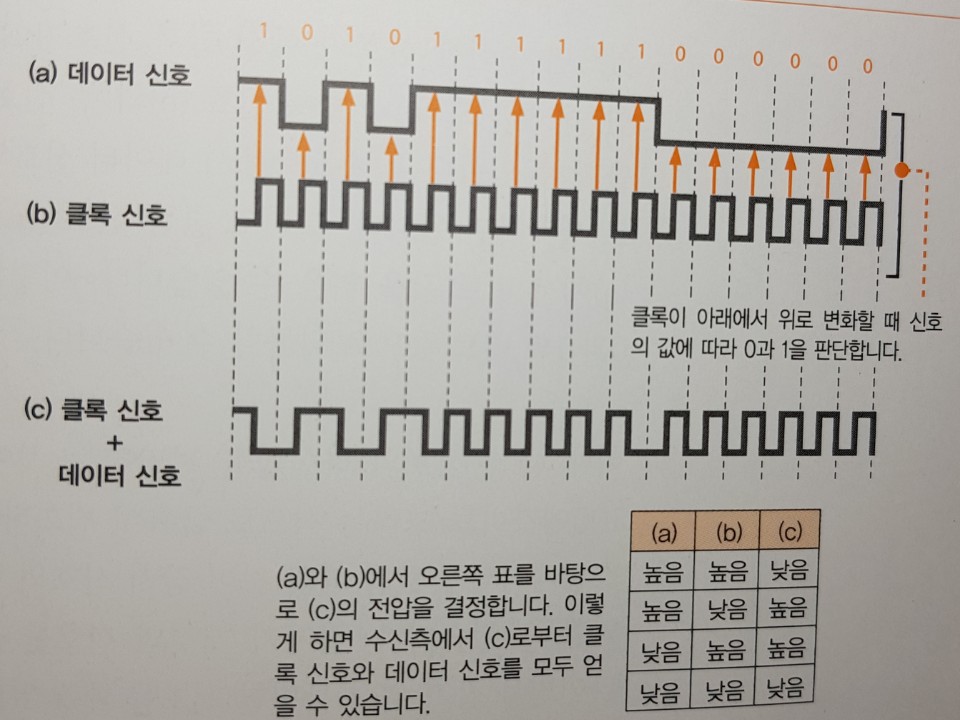 1 0 1 0 1 1 1 1 1 1 0 0 0 0 0 0
(a) 데이터 신호
(b) 클록 신호
클록이 아래에서 위로 변화할 때 신호
의 값에 따라 0과 1을 판단합니다.
(c) 클록 신호
+
데이터 신호
(a)와 (b)에서 오른쪽 표를 바탕으
로 (c)의 전압을 결정합니다. 이렇
게 하면 수신측에서 (c)로부터 클
록 신호와 데이터 신호를 모두 얻
을 수 있습니다.
(a) (b) (c)
높음 높음 낮음
높음 낮음 높음
낮음 높음 높음
낮음 낮음 낮음